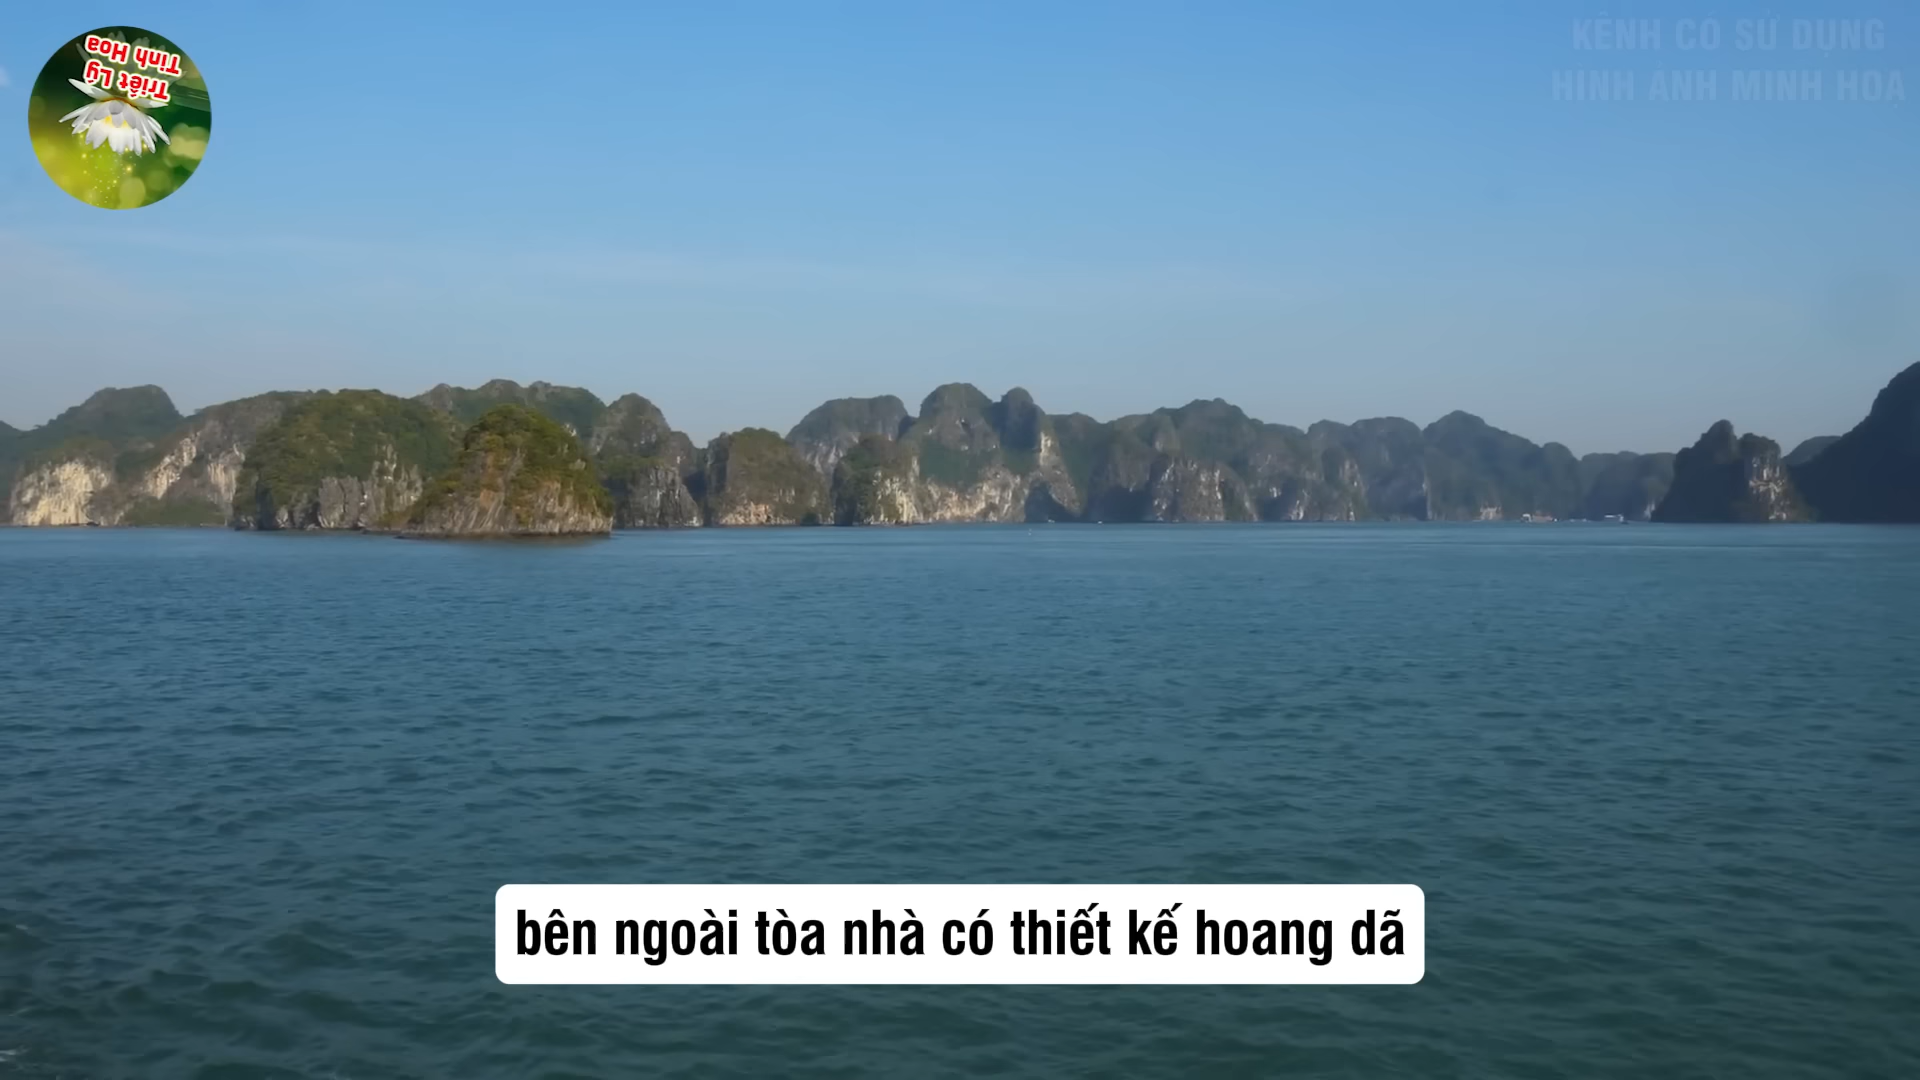 Triết Lý
Tinh Hoa
KÊNH CÓ SỬ DỤNG
HÌNH ẢNH MINH HOẠ
bên ngoài tòa nhà có thiết kế hoang dã